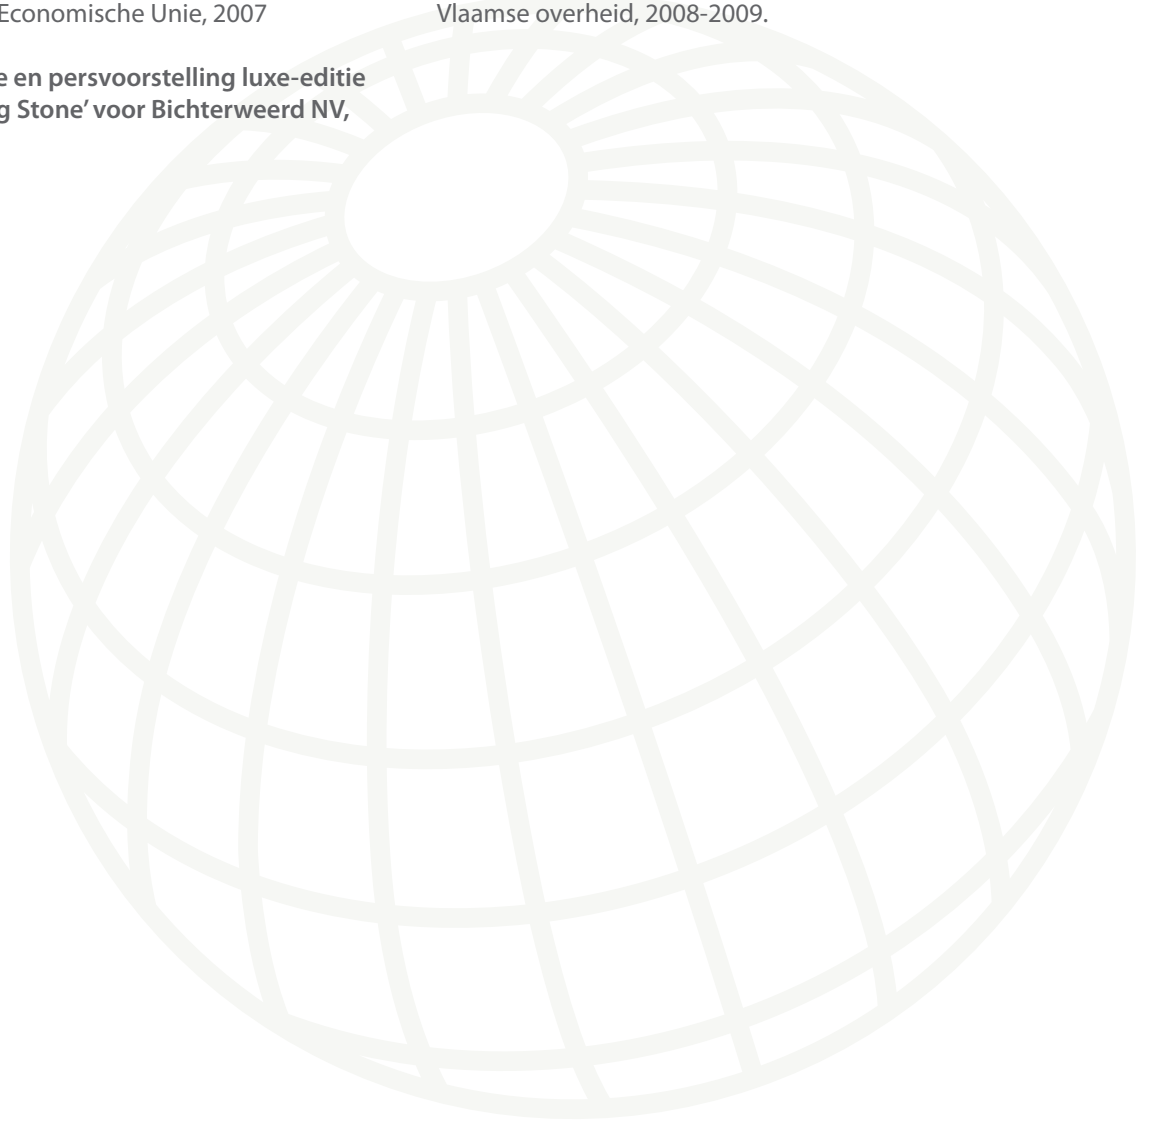 Economische Unie, 2007
e en persvoorstelling luxe-editie
g Stone’ voor Bichterweerd NV,
Vlaamse overheid, 2008-2009.